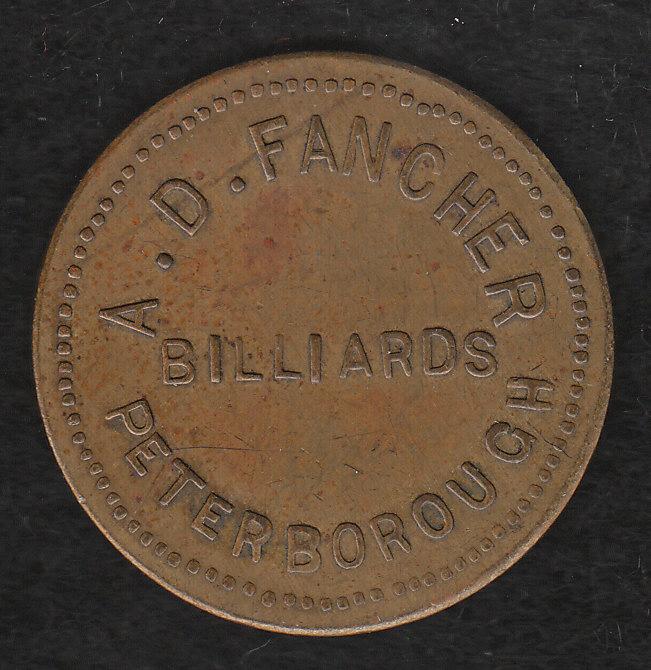 A. D. FANCHER
BILLIARDS
PETERBOROUGH